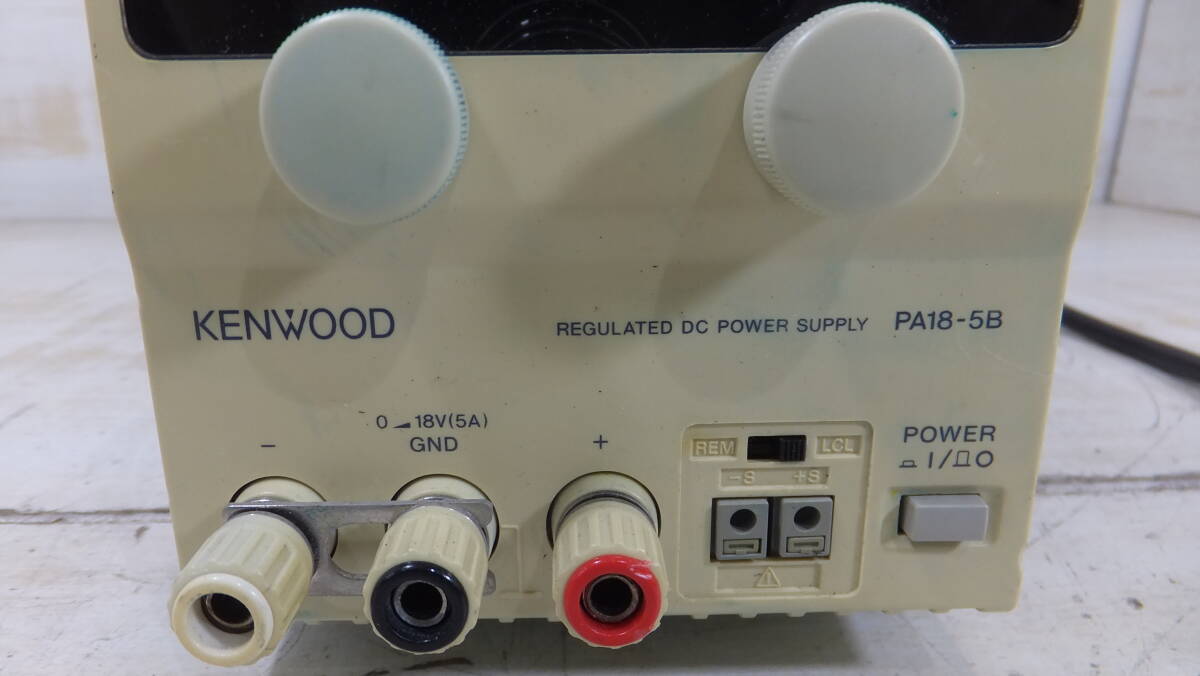 KENWOOD
REGULATED DC POWER SUPPLY PA18-5B
0 18V(5A)
- GND +
REM LCL
-S +S
POWER
I/O